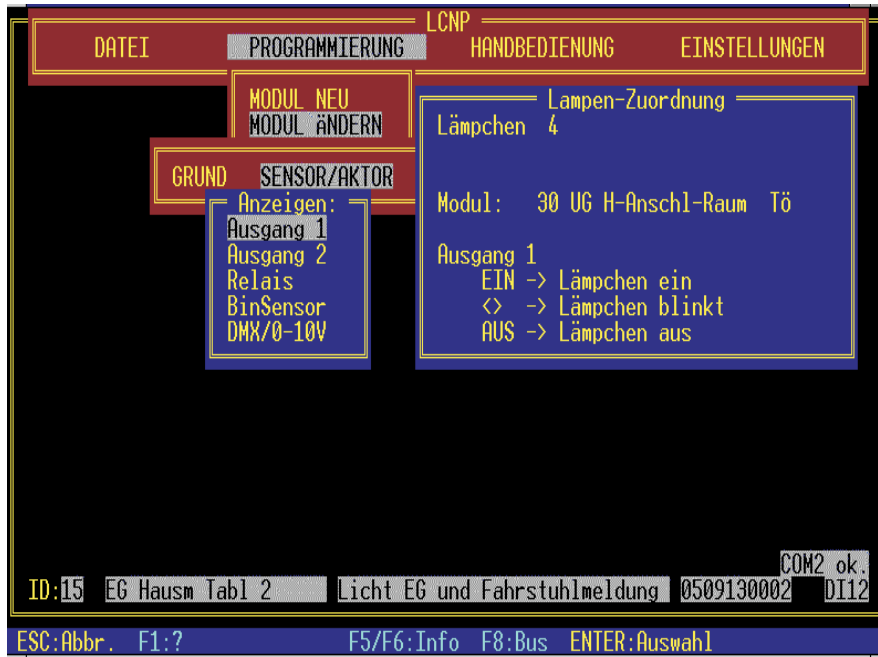 LCNP
DATEI PROGRAMMIERUNG HANDBEDIENUNG EINSTELLUNGEN
MODUL NEU
MODUL ÄNDERN
GRUND SENSOR/AKTOR
Anzeigen:
Ausgang 1
Ausgang 2
Relais
BinSensor
DMX/0-10V
Lampen-Zuordnung
Lämpchen 4
Modul: 30 UG H-Anschl-Raum Tö
Ausgang 1
EIN -> Lämpchen ein
<> -> Lämpchen blinkt
AUS -> Lämpchen aus
COM2 ok.
ID:15 EG Hausm Tabl 2 Licht EG und Fahrstuhlmeldung 0509130002 DI12
ESC:Abbr. F1:? F5/F6:Info F8:Bus ENTER:Auswahl